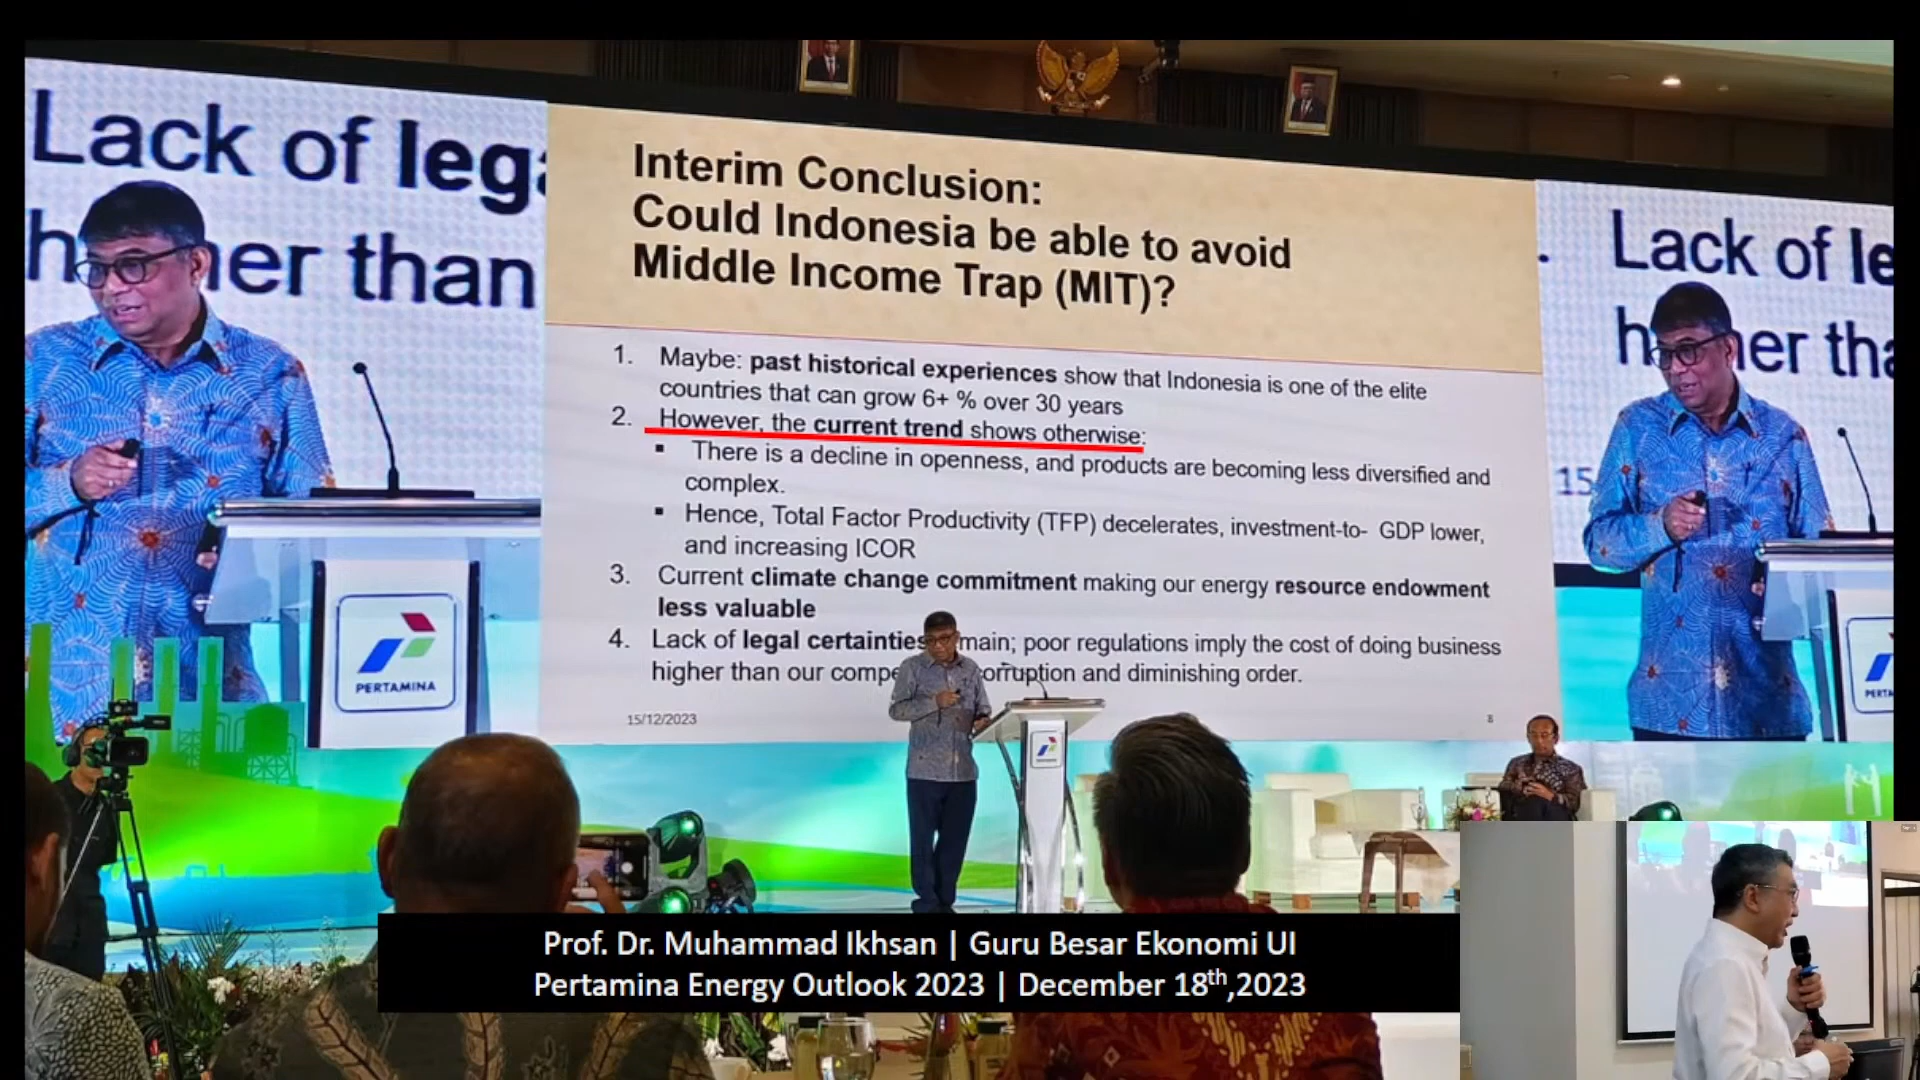 Lack of lega
higher than
Interim Conclusion:
Could Indonesia be able to avoid
Middle Income Trap (MIT)?
1. Maybe: past historical experiences show that Indonesia is one of the elite
countries that can grow 6+ % over 30 years
2. However, the current trend shows otherwise:
▪ There is a decline in openness, and products are becoming less diversified and
complex.
▪ Hence, Total Factor Productivity (TFP) decelerates, investment-to- GDP lower,
and increasing ICOR
3. Current climate change commitment making our energy resource endowment
less valuable
4. Lack of legal certainties main; poor regulations imply the cost of doing business
higher than our compe orruption and diminishing order.
15/12/2023
8
Lack of le
her tha
15
PERTAMINA
PERTA
Prof. Dr. Muhammad Ikhsan | Guru Besar Ekonomi UI
Pertamina Energy Outlook 2023 | December 18th,2023